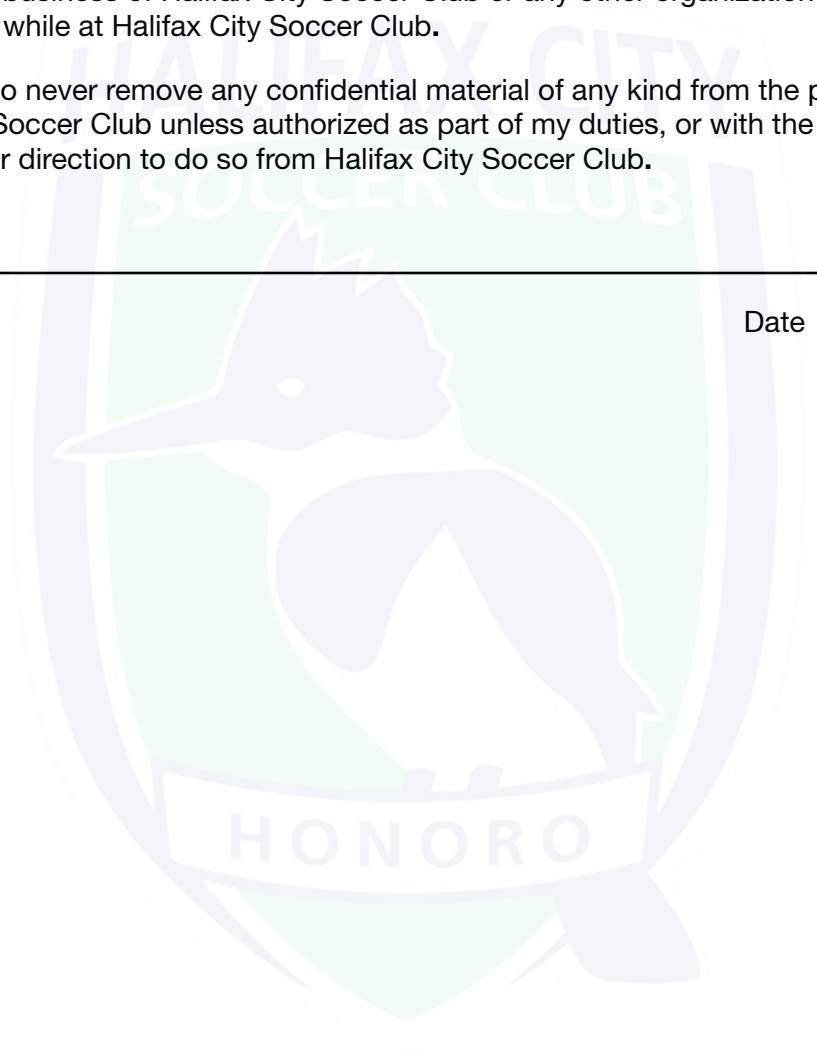 business of Halifax City Soccer Club or any other organization
while at Halifax City Soccer Club.
o never remove any confidential material of any kind from the p
Soccer Club unless authorized as part of my duties, or with the
r direction to do so from Halifax City Soccer Club.
Date
HALIFAX CITY
SOCCER CLUB
HONORO